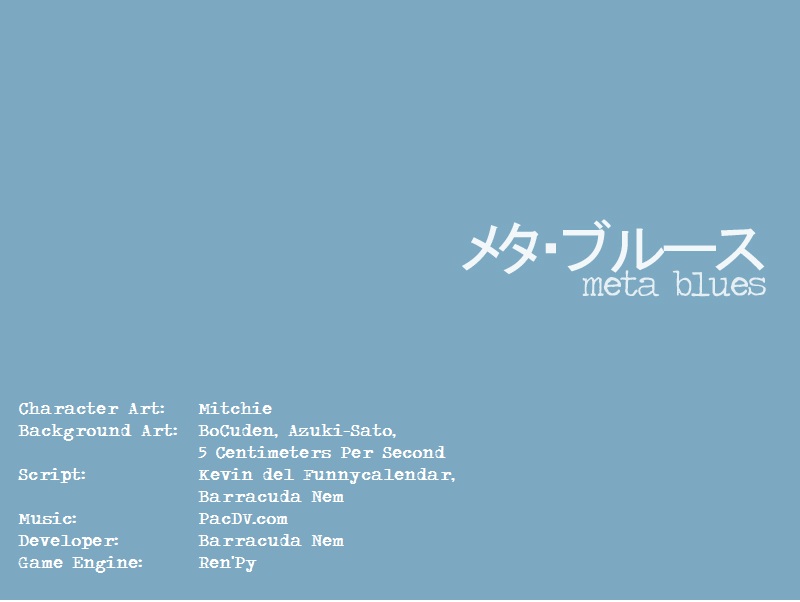 メタ・ブルース
meta blues
Character Art: Mitchie
Background Art: BoCuden, Azuki-Sato,
5 Centimeters Per Second
Script: Kevin del Funnycalendar,
Barracuda Nem
Music: PacDV.com
Developer: Barracuda Nem
Game Engine: Ren'Py